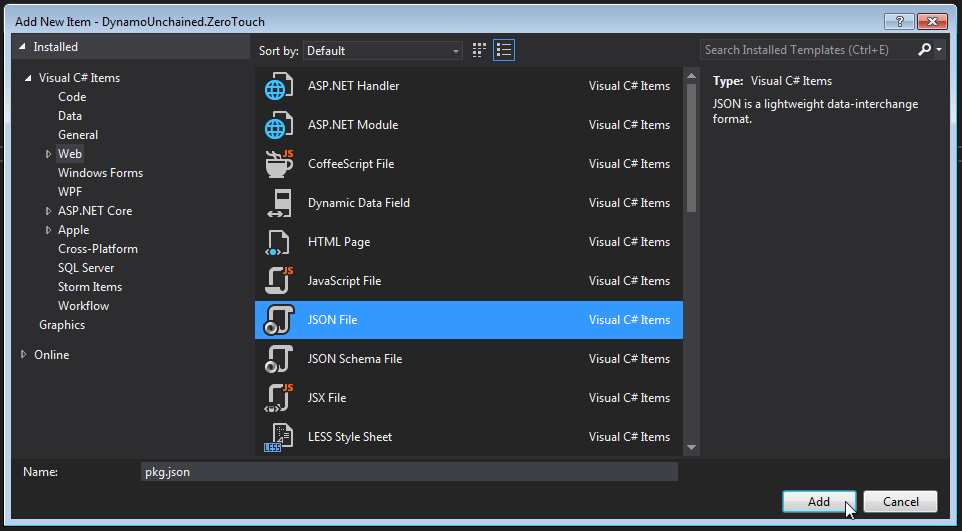 Add New Item - DynamoUnchained.ZeroTouch
?
Installed
Sort by: Default
Search Installed Templates (Ctrl+E)
Visual C# Items
Code
Data
General
Web
Windows Forms
WPF
ASP.NET Core
Apple
Cross-Platform
SQL Server
Storm Items
Workflow
Graphics
Online
ASP.NET Handler Visual C# Items
ASP.NET Module Visual C# Items
JS
CoffeeScript File Visual C# Items
Dynamic Data Field Visual C# Items
HTML Page Visual C# Items
JS
JavaScript File Visual C# Items
JSON File Visual C# Items
JSON Schema File Visual C# Items
JS
JSX File Visual C# Items
LESS
LESS Style Sheet Visual C# Items
Type: Visual C# Items
JSON is a lightweight data-interchange
format.
Name: pkg.json
Add Cancel